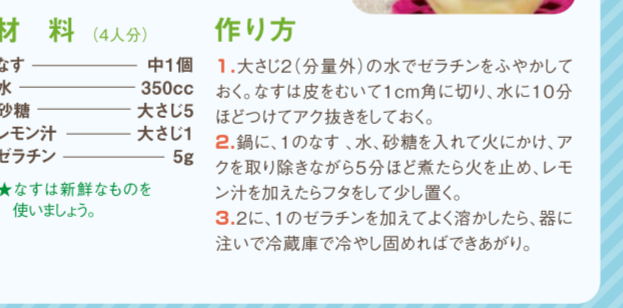 材 料 （4人分）
なす 中1個
水 350cc
砂糖 大さじ5
レモン汁 大さじ1
ゼラチン 5g
★なすは新鮮なものを
使いましょう。
作り方
1.大さじ2（分量外）の水でゼラチンをふやかして
おく。なすは皮をむいて1cm角に切り、水に10分
ほどつけてアク抜きをしておく。
2.鍋に、1のなす 、水、砂糖を入れて火にかけ、ア
クを取り除きながら5分ほど煮たら火を止め、レモ
ン汁を加えたらフタをして少し置く。
3.2に、1のゼラチンを加えてよく溶かしたら、器に
注いで冷蔵庫で冷やし固めればできあがり。